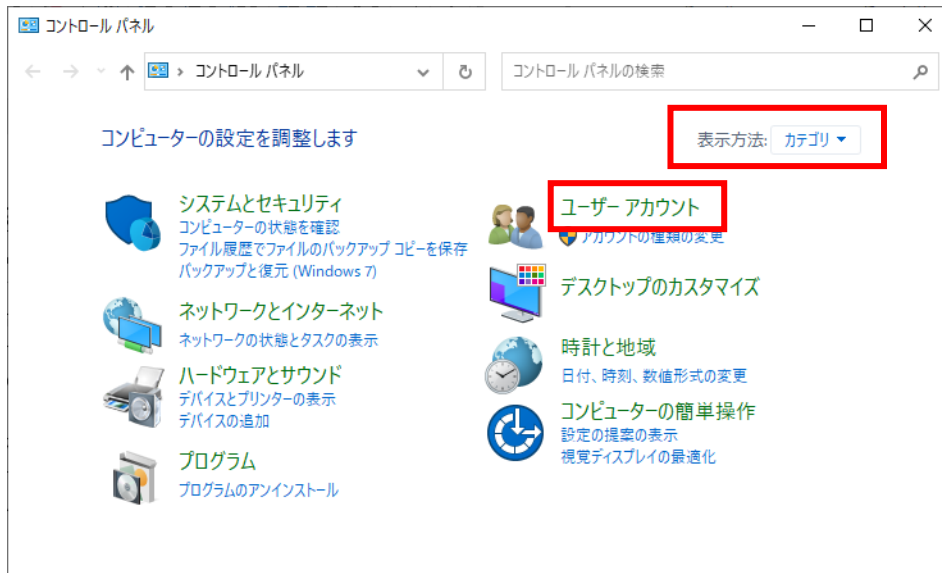 コントロール パネル
コントロール パネル
コントロール パネルの検索
コンピューターの設定を調整します
表示方法: カテゴリ
システムとセキュリティ
コンピューターの状態を確認
ファイル履歴でファイルのバックアップ コピーを保存
バックアップと復元 (Windows 7)
ネットワークとインターネット
ネットワークの状態とタスクの表示
ハードウェアとサウンド
デバイスとプリンターの表示
デバイスの追加
プログラム
プログラムのアンインストール
ユーザー アカウント
アカウントの種類の変更
デスクトップのカスタマイズ
時計と地域
日付、時刻、数値形式の変更
コンピューターの簡単操作
設定の提案の表示
視覚ディスプレイの最適化